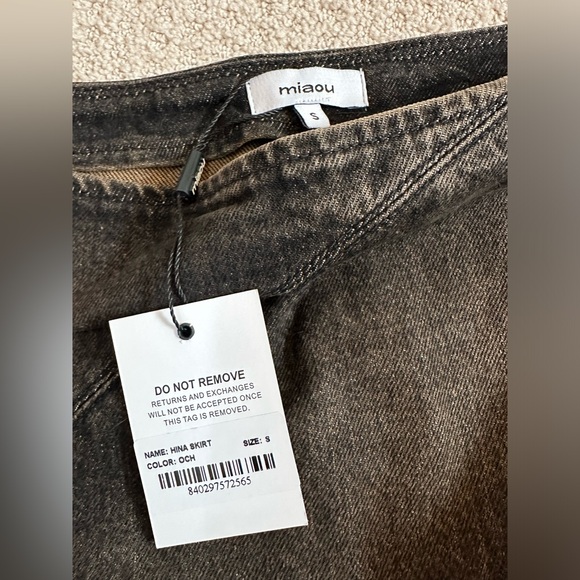 miaou
S
DO NOT REMOVE
RETURNS AND EXCHANGES
WILL NOT BE ACCEPTED ONCE
THIS TAG IS REMOVED.
NAME: HINA SKIRT SIZE: S
COLOR: OCH
840297572565